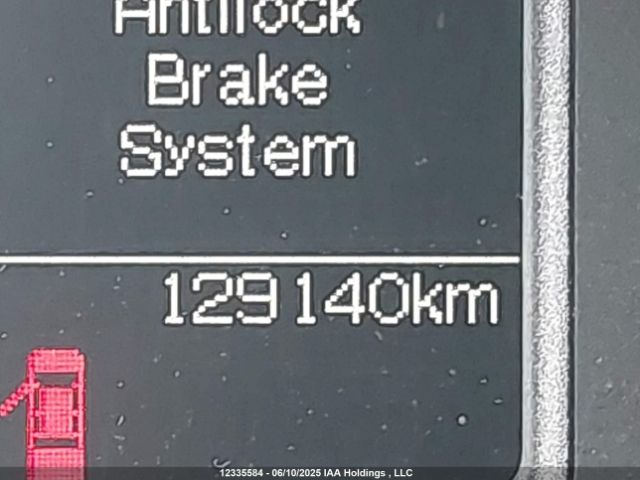 Antilock
Brake
System
129140km
12335584 - 06/10/2025 IAA Holdings , LLC